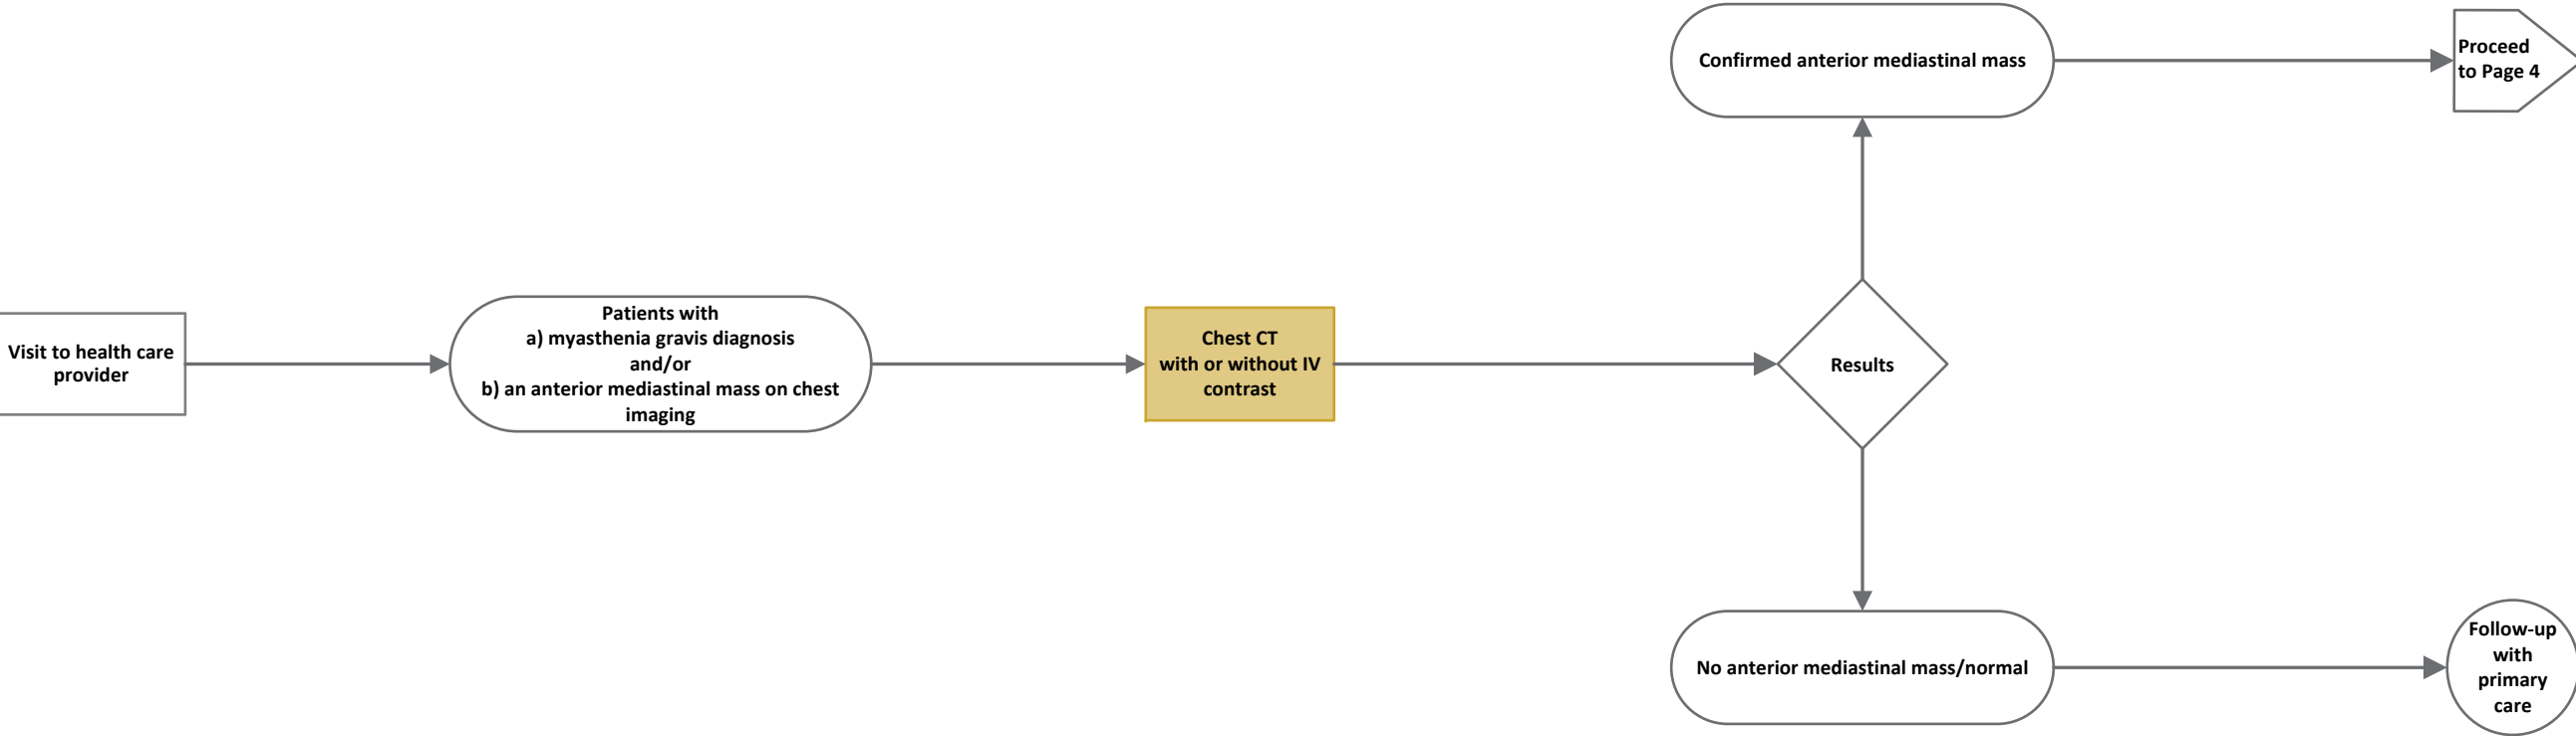 Visit to health care
provider
Patients with
a) myasthenia gravis diagnosis
and/or
b) an anterior mediastinal mass on chest
imaging
Chest CT
with or without IV
contrast
Results
Confirmed anterior mediastinal mass
Proceed
to Page 4
No anterior mediastinal mass/normal
Follow-up
with
primary
care